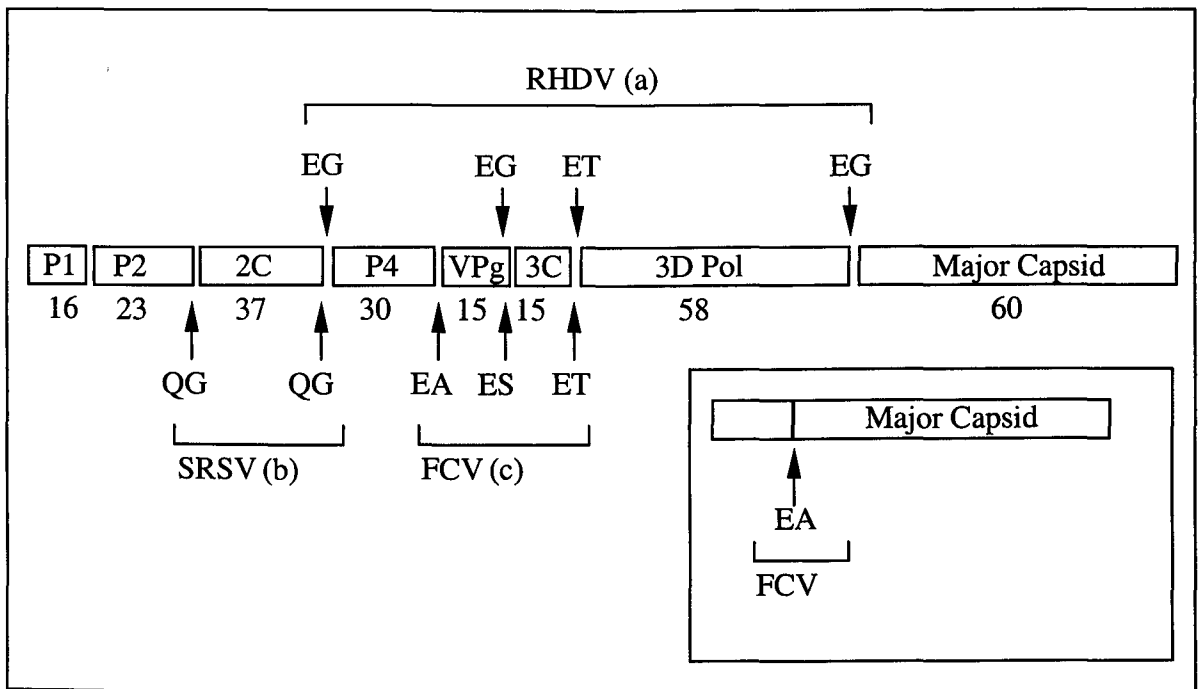 RHDV (a)
EG EG ET EG
P1 P2 2C P4 VPg 3C 3D Pol Major Capsid
16 23 37 30 15 15 58 60
QG QG EA ES ET
SRSV (b) FCV (c)
Major Capsid
EA
FCV